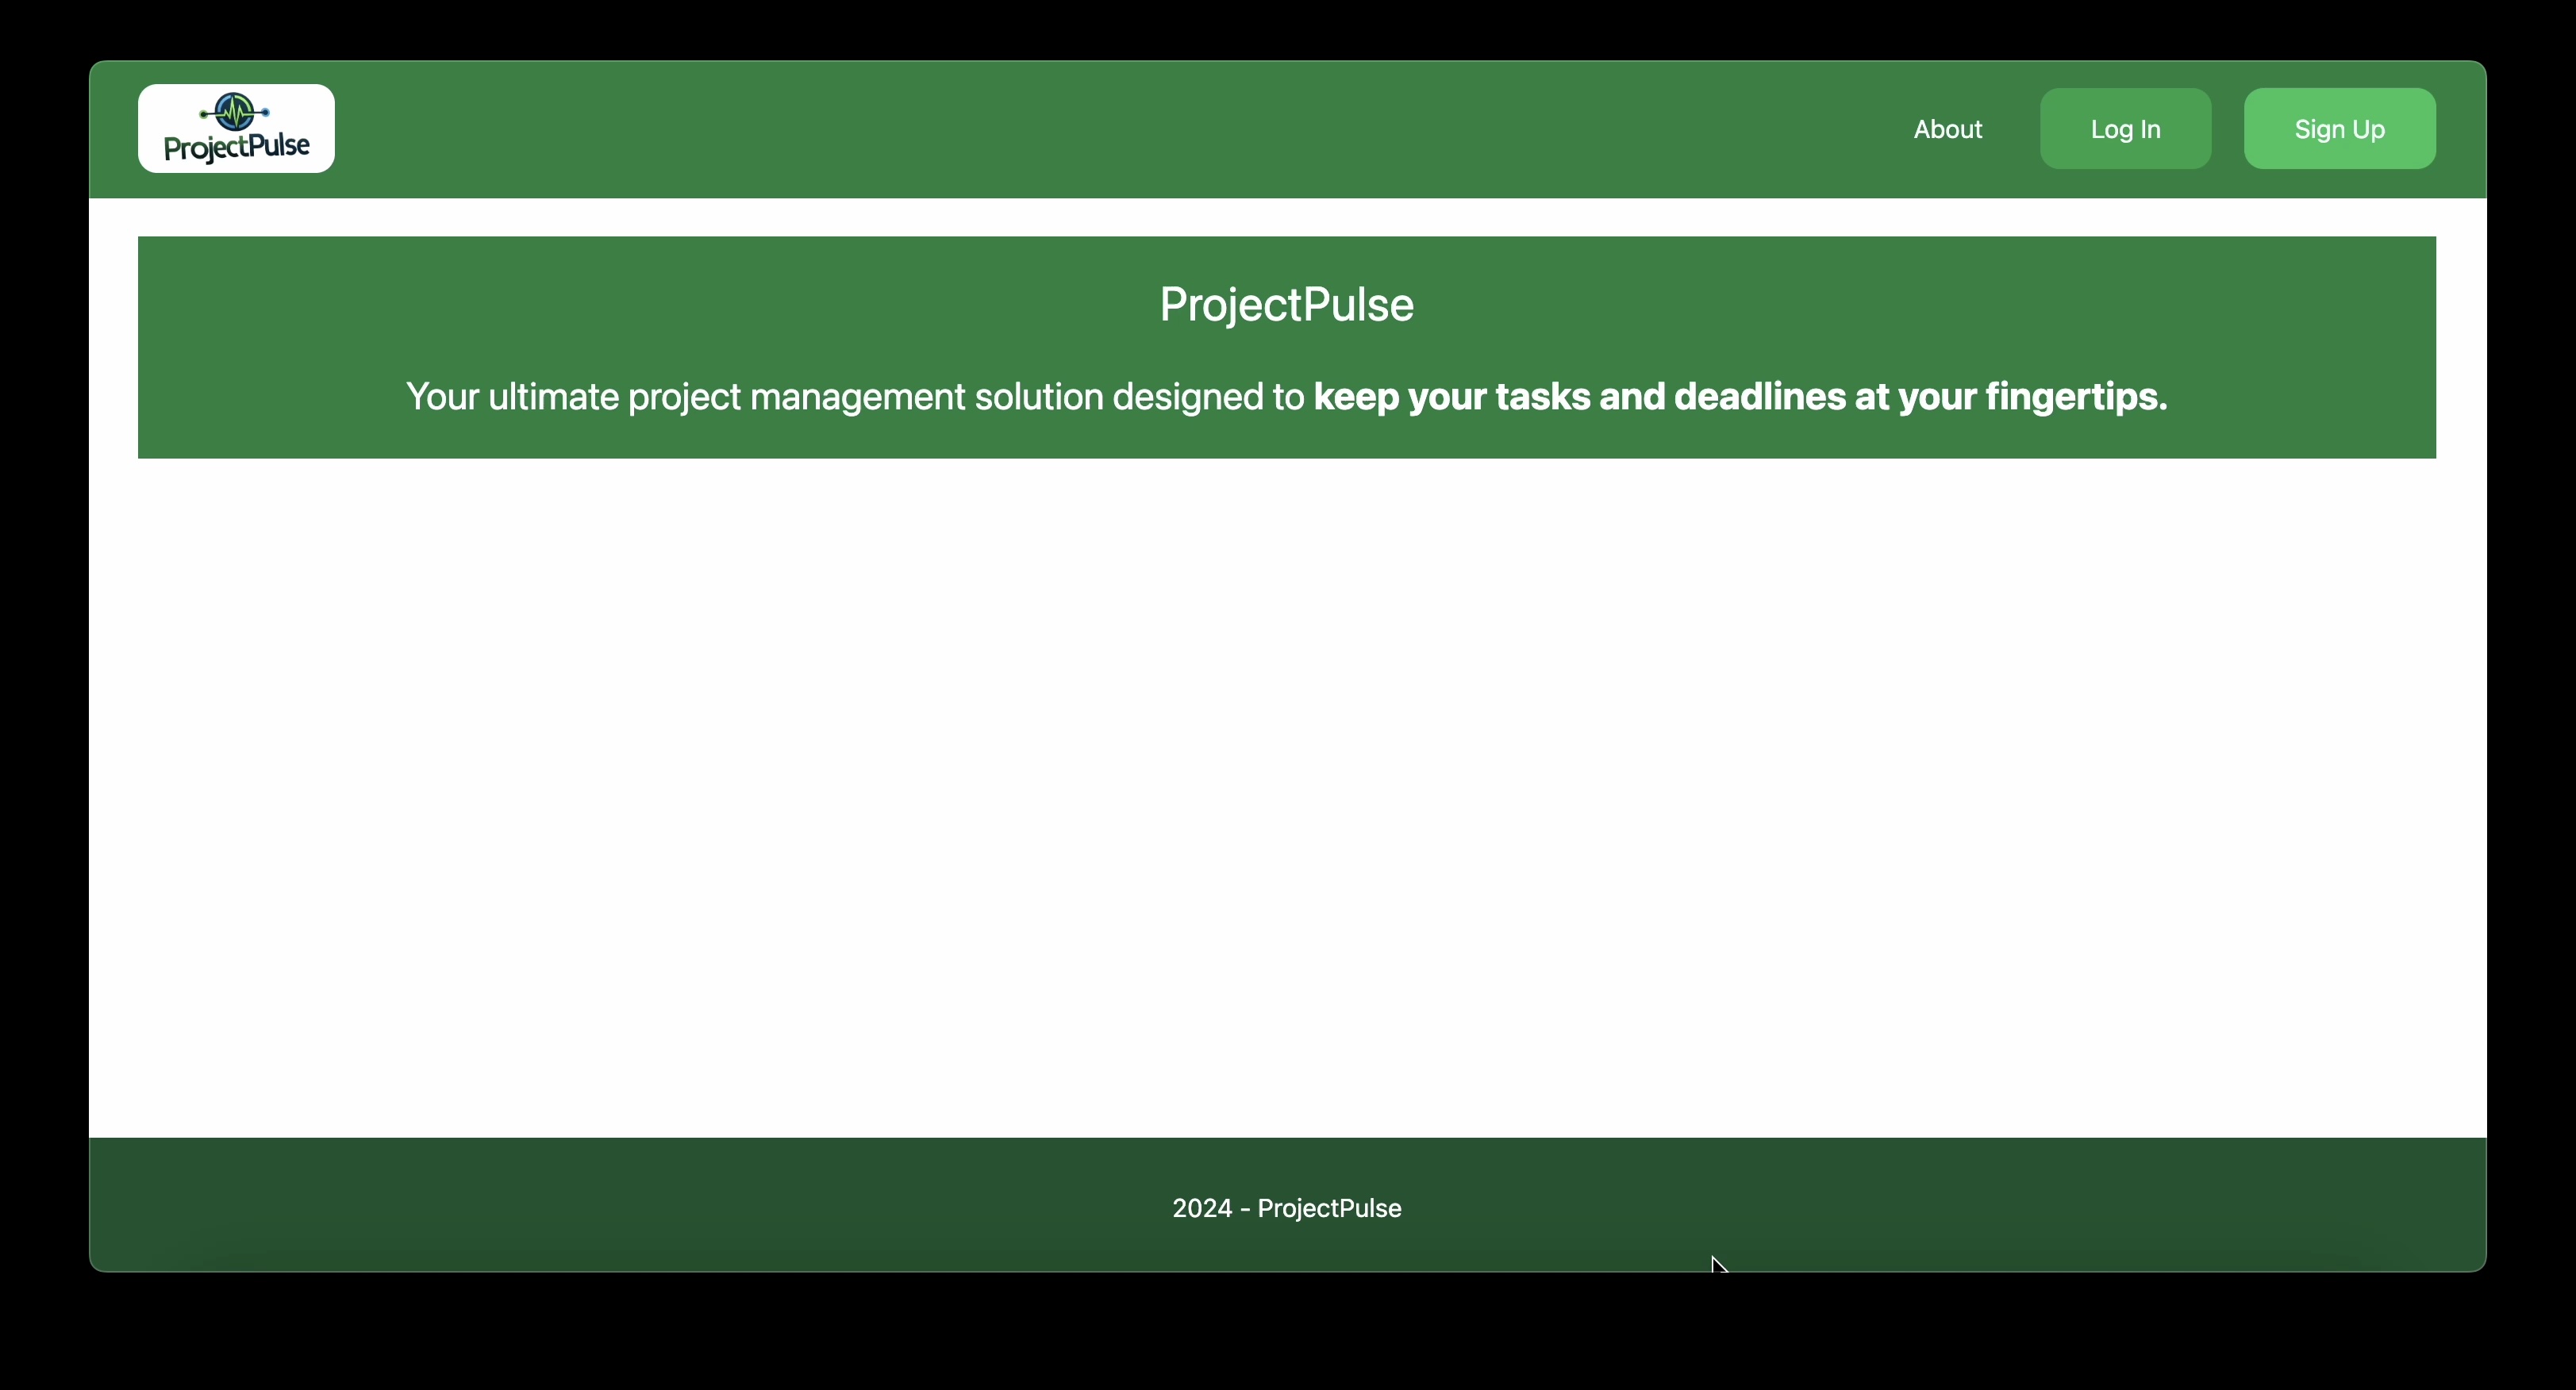 ProjectPulse
About
Log In
Sign Up
ProjectPulse
Your ultimate project management solution designed to keep your tasks and deadlines at your fingertips.
2024 - ProjectPulse